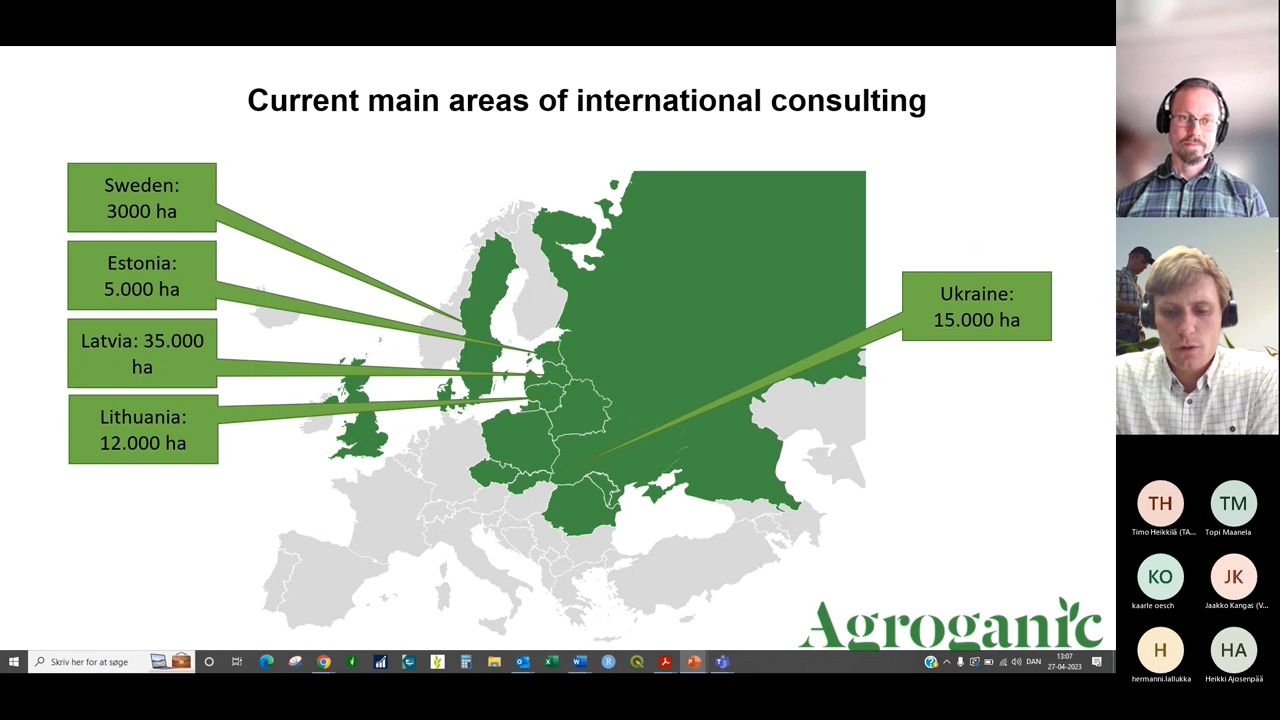 Current main areas of international consulting
Sweden:
3000 ha
Estonia:
5.000 ha
Latvia: 35.000
ha
Lithuania:
12.000 ha
Ukraine:
15.000 ha
Agroganic
TH
TM
Timo Heikkilä (TA...
Topi Maanela
KO
JK
kaarle oesch
Jaakko Kangas (V...
H
HA
hermanni.lallukka
Heikki Ajosenpää
Skriv her for at søge
DAN
13:07
27-04-2023